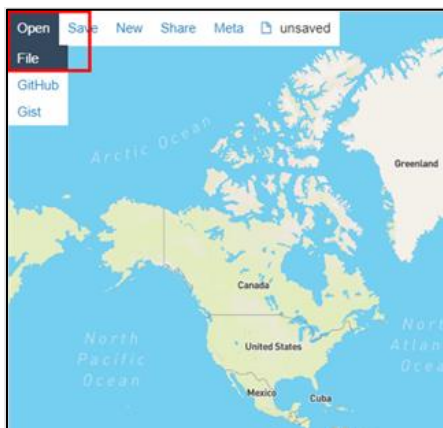 Open Save New Share Meta unsaved
File
GitHub
Gist
Arctic Ocean
Greenland
Canada
North
Pacific
Ocean
United States
Mexico
Cuba